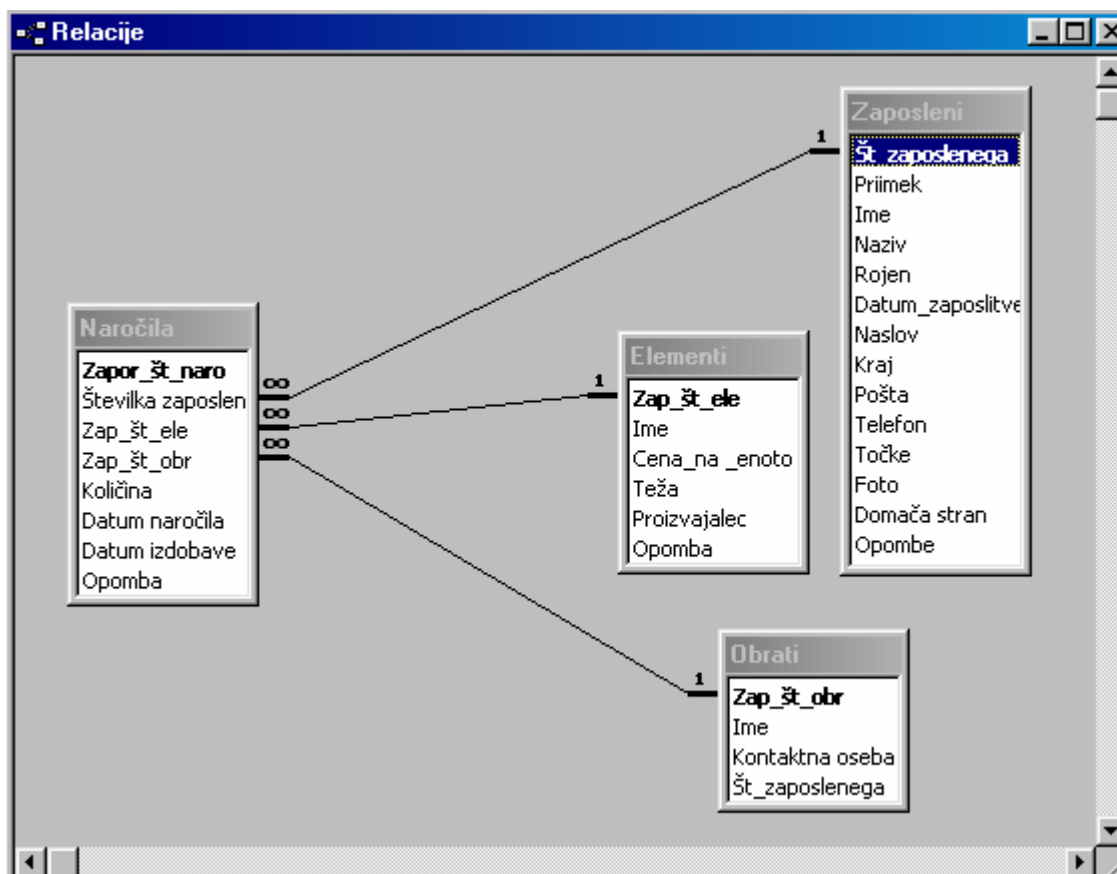 Relacije
Naročila
Zapor_št_naro
Številka zaposlen
Zap_št_ele
Zap_št_obr
Količina
Datum naročila
Datum izdobave
Opomba
∞
∞
∞
1
Elementi
Zap_št_ele
Ime
Cena_na _enoto
Teža
Proizvajalec
Opomba
1
Zaposleni
Št_zaposlenega
Priimek
Ime
Naziv
Rojen
Datum_zaposlitve
Naslov
Kraj
Pošta
Telefon
Točke
Foto
Domača stran
Opombe
1
Obrati
Zap_št_obr
Ime
Kontaktna oseba
Št_zaposlenega